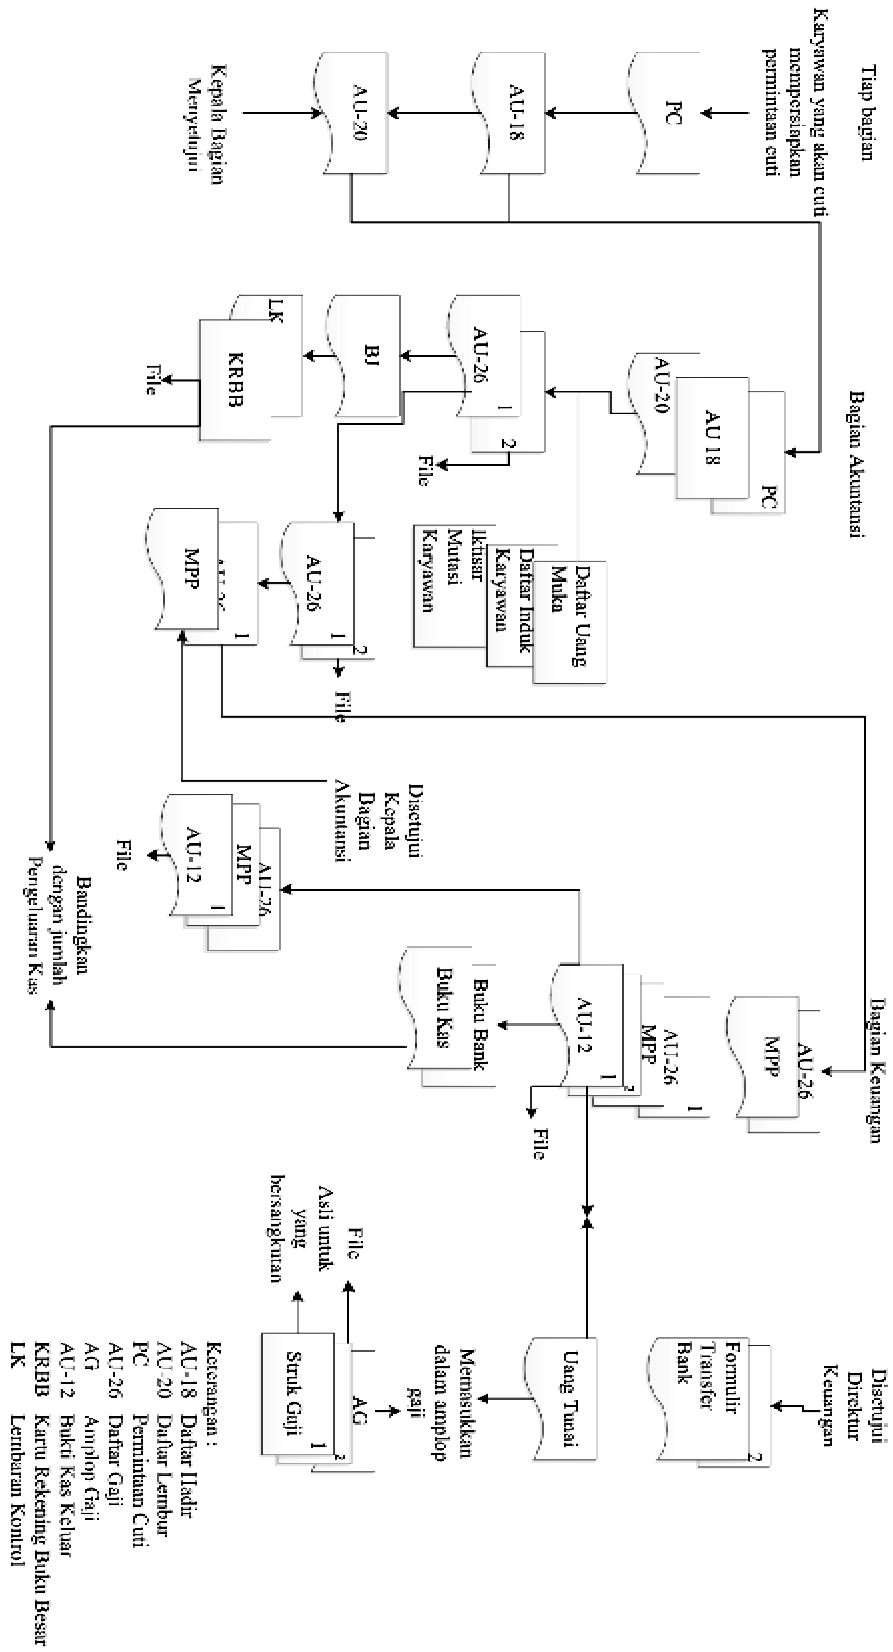 Tiap bagian
Karyawan yang akan cuti
mempersiapkan
permintaan cuti
PC
AU-18
AU-20
Kepala Bagian
Menyetujui
Bagian Akuntansi
PC
AU 18
AU-20
AU-26
1
2
File
BJ
LK
KRBB
File
Daftar Uang
Muka
Daftar Induk
Karyawan
Iktisar
Mutasi
Karyawan
AU-26
1
2
File
AU-26
1
MPP
Disetujui
Kepala
Bagian
Akuntansi
AU-26
MPP
AU-12
1
File
Bandingkan
dengan jumlah
Pengeluaran Kas
Bagian Keuangan
AU-26
MPP
AU-26
1
MPP
2
AU-12
1
File
Buku Bank
Buku Kas
Disetujui
Direktur
Keuangan
Formulir
Transfer
Bank
2
Uang Tunai
Memasukkan
dalam amplop
gaji
AG
2
Struk Gaji
1
File
Asli untuk
yang
bersangkutan
Keterangan :
AU-18 Daftar Hadir
AU-20 Daftar Lembur
PC Permintaan Cuti
AU-26 Daftar Gaji
AG Amplop Gaji
AU-12 Bukti Kas Keluar
KRBB Kartu Rekening Buku Besar
LK Lembaran Kontrol